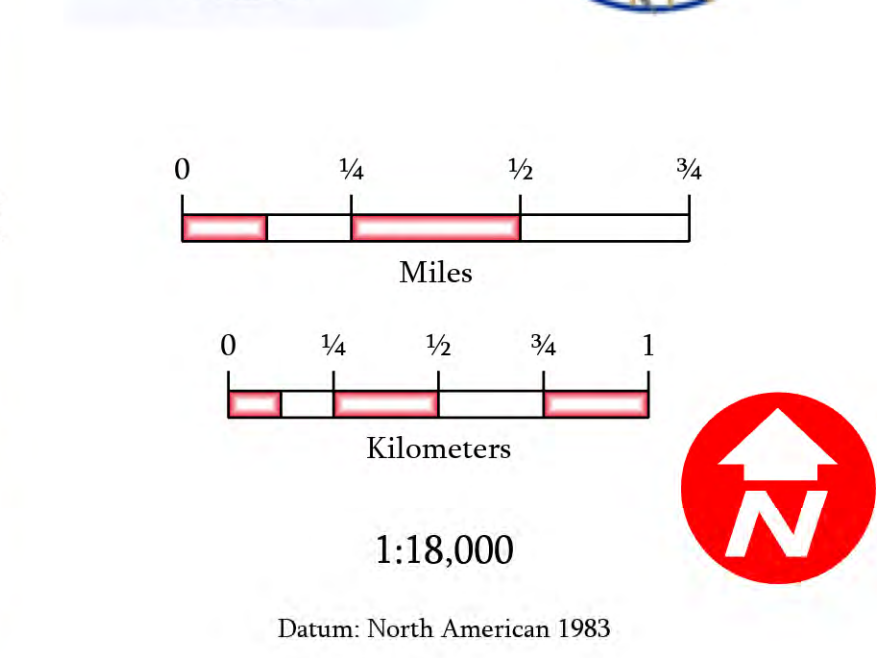 0 ¼ ½ ¾
Miles
0 ¼ ½ ¾ 1
Kilometers
1:18,000
N
Datum: North American 1983